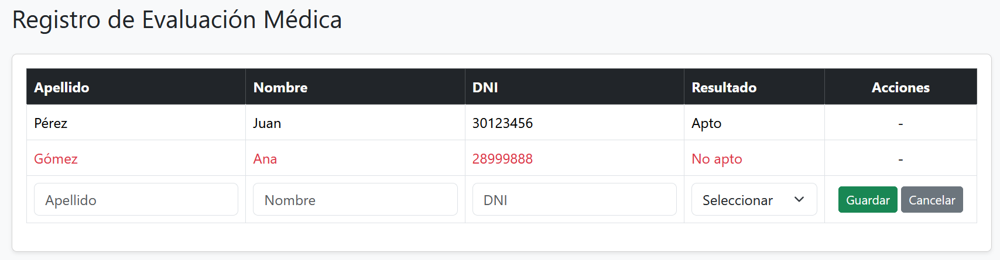 Registro de Evaluación Médica
Apellido Nombre DNI Resultado Acciones
Pérez Juan 30123456 Apto -
Gómez Ana 28999888 No apto -
Apellido Nombre DNI Seleccionar Guardar Cancelar